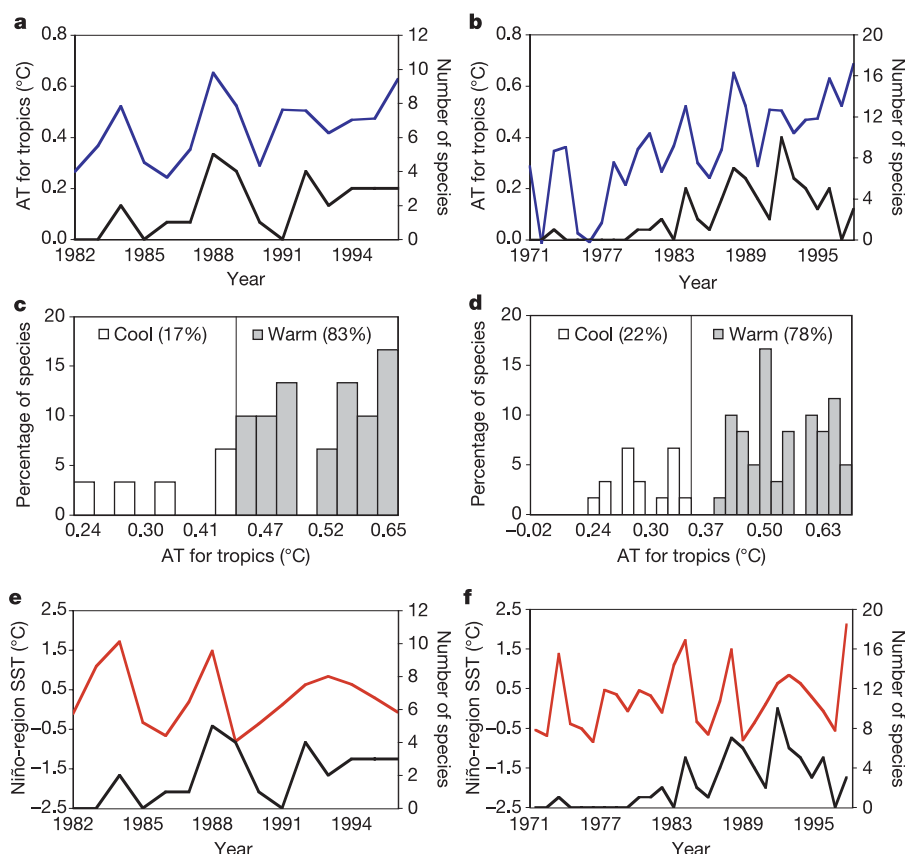 a
AT for tropics (°C)
0.8
0.6
0.4
0.2
0.0
12
10
8
6
4
2
0
Number of species
1982 1985 1988 1991 1994
Year
b
AT for tropics (°C)
0.8
0.6
0.4
0.2
0.0
20
16
12
8
4
0
Number of species
1971 1977 1983 1989 1995
Year
c
Percentage of species
20
15
10
5
0
Cool (17%) Warm (83%)
0.24 0.30 0.41 0.47 0.52 0.65
AT for tropics (°C)
d
Percentage of species
20
15
10
5
0
Cool (22%) Warm (78%)
−0.02 0.24 0.30 0.37 0.50 0.63
AT for tropics (°C)
e
Niño-region SST (°C)
2.5
1.5
0.5
−0.5
−1.5
−2.5
12
10
8
6
4
2
0
Number of species
1982 1985 1988 1991 1994
Year
f
Niño-region SST (°C)
2.5
1.5
0.5
−0.5
−1.5
−2.5
20
16
12
8
4
0
Number of species
1971 1977 1983 1989 1995
Year